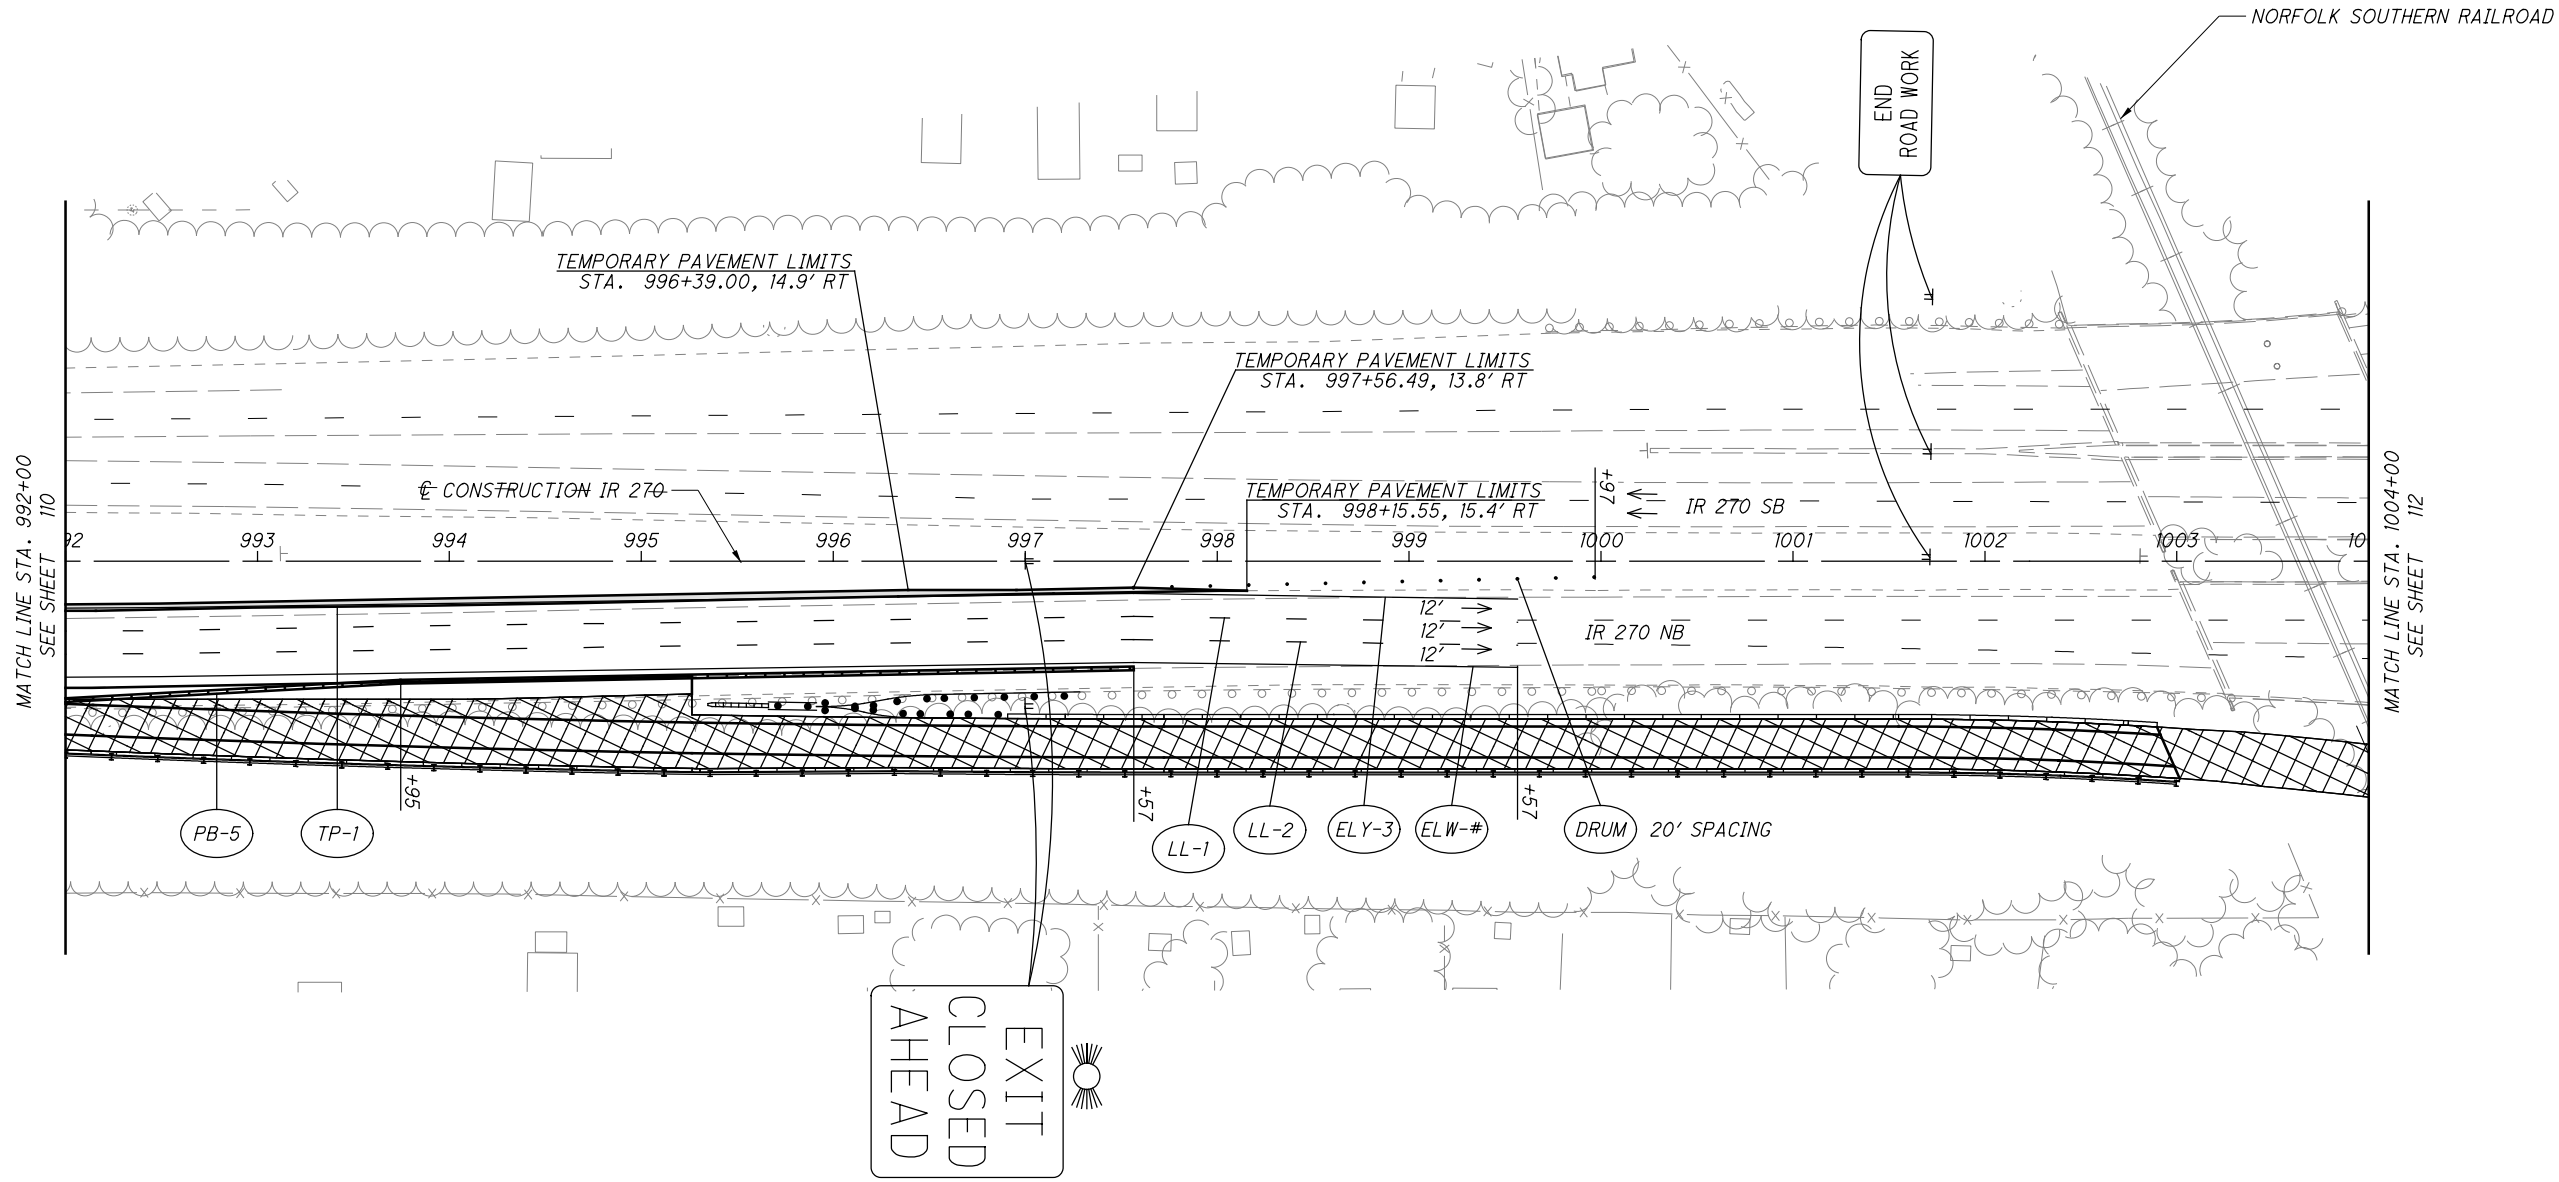 NORFOLK SOUTHERN RAILROAD
END
ROAD WORK
TEMPORARY PAVEMENT LIMITS
STA. 996+39.00, 14.9' RT
TEMPORARY PAVEMENT LIMITS
STA. 997+56.49, 13.8' RT
MATCH LINE STA. 992+00
SEE SHEET 110
℄ CONSTRUCTION IR 270
TEMPORARY PAVEMENT LIMITS
STA. 998+15.55, 15.4' RT
+97
IR 270 SB
MATCH LINE STA. 1004+00
SEE SHEET 112
92 993 994 995 996 997 998 999 1000 1001 1002 1003 10
12'
12'
12'
IR 270 NB
+95
+57
+57
PB-5
TP-1
LL-1
LL-2
ELY-3
ELW-#
DRUM 20' SPACING
EXIT
CLOSED
AHEAD